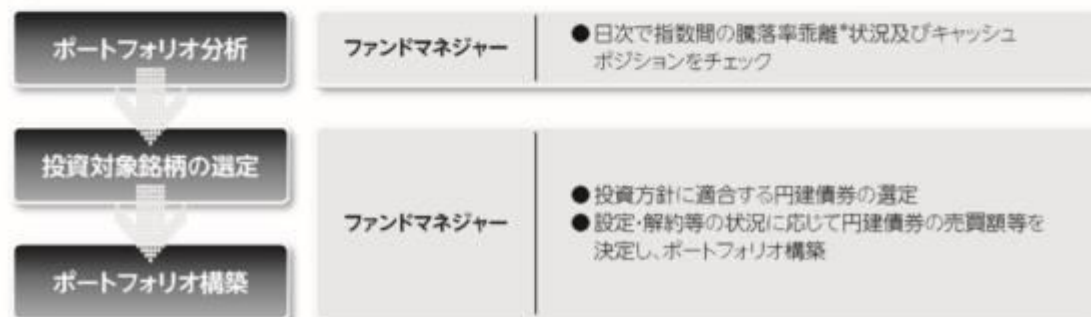 ポートフォリオ分析
ファンドマネジャー
●日次で指数間の騰落率乖離*状況及びキャッシュ
ポジションをチェック
投資対象銘柄の選定
ポートフォリオ構築
ファンドマネジャー
●投資方針に適合する円建債券の選定
●設定・解約等の状況に応じて円建債券の売買額等を
決定し、ポートフォリオ構築